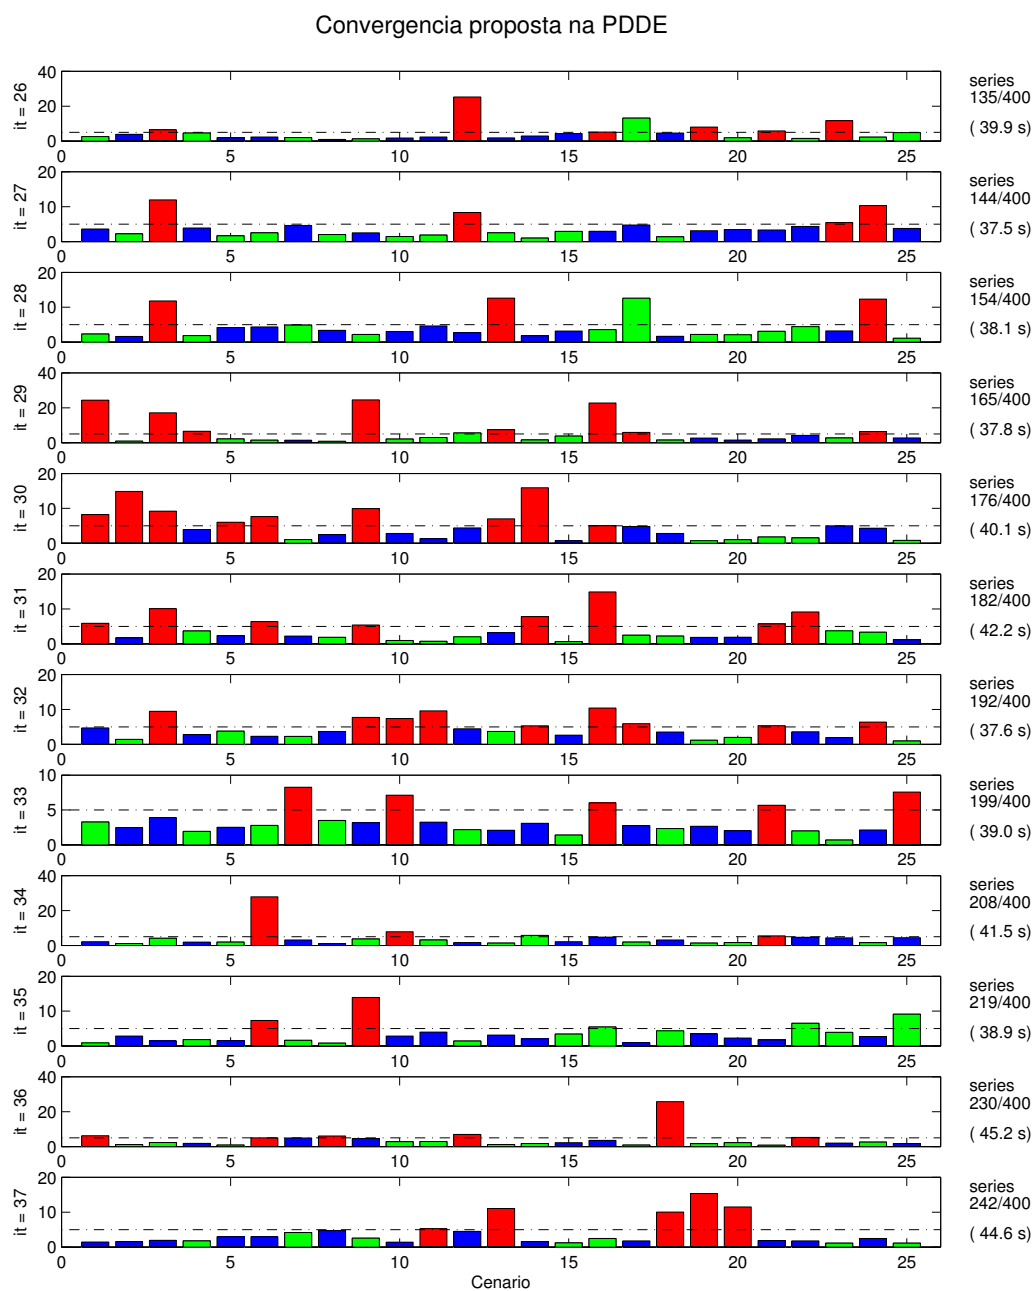 Convergencia proposta na PDDE
40
20
0
it = 26
0 5 10 15 20 25
series
135/400
( 39.9 s)
20
10
0
it = 27
0 5 10 15 20 25
series
144/400
( 37.5 s)
20
10
0
it = 28
0 5 10 15 20 25
series
154/400
( 38.1 s)
40
20
0
it = 29
0 5 10 15 20 25
series
165/400
( 37.8 s)
20
10
0
it = 30
0 5 10 15 20 25
series
176/400
( 40.1 s)
20
10
0
it = 31
0 5 10 15 20 25
series
182/400
( 42.2 s)
20
10
0
it = 32
0 5 10 15 20 25
series
192/400
( 37.6 s)
10
5
0
it = 33
0 5 10 15 20 25
series
199/400
( 39.0 s)
40
20
0
it = 34
0 5 10 15 20 25
series
208/400
( 41.5 s)
20
10
0
it = 35
0 5 10 15 20 25
series
219/400
( 38.9 s)
40
20
0
it = 36
0 5 10 15 20 25
series
230/400
( 45.2 s)
20
10
0
it = 37
0 5 10 15 20 25
series
242/400
( 44.6 s)
Cenario